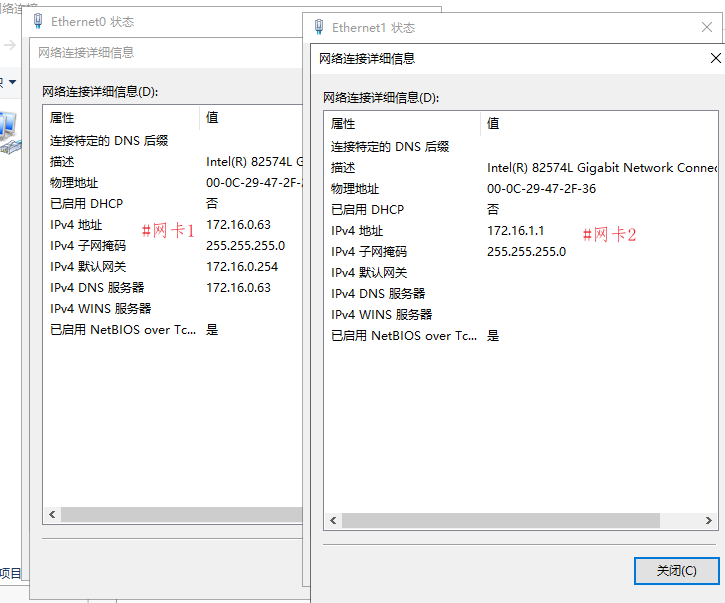 Ethernet0 状态
网络连接详细信息
网络连接详细信息(D):
属性 值
连接特定的 DNS 后缀
描述 Intel(R) 82574L G
物理地址 00-0C-29-47-2F-
已启用 DHCP 否
IPv4 地址 172.16.0.63
#网卡1
IPv4 子网掩码 255.255.255.0
IPv4 默认网关 172.16.0.254
IPv4 DNS 服务器 172.16.0.63
IPv4 WINS 服务器
已启用 NetBIOS over Tc... 是
项目
Ethernet1 状态
网络连接详细信息
网络连接详细信息(D):
属性 值
连接特定的 DNS 后缀
描述 Intel(R) 82574L Gigabit Network Connec
物理地址 00-0C-29-47-2F-36
已启用 DHCP 否
IPv4 地址 172.16.1.1
#网卡2
IPv4 子网掩码 255.255.255.0
IPv4 默认网关
IPv4 DNS 服务器
IPv4 WINS 服务器
已启用 NetBIOS over Tc... 是
关闭(C)